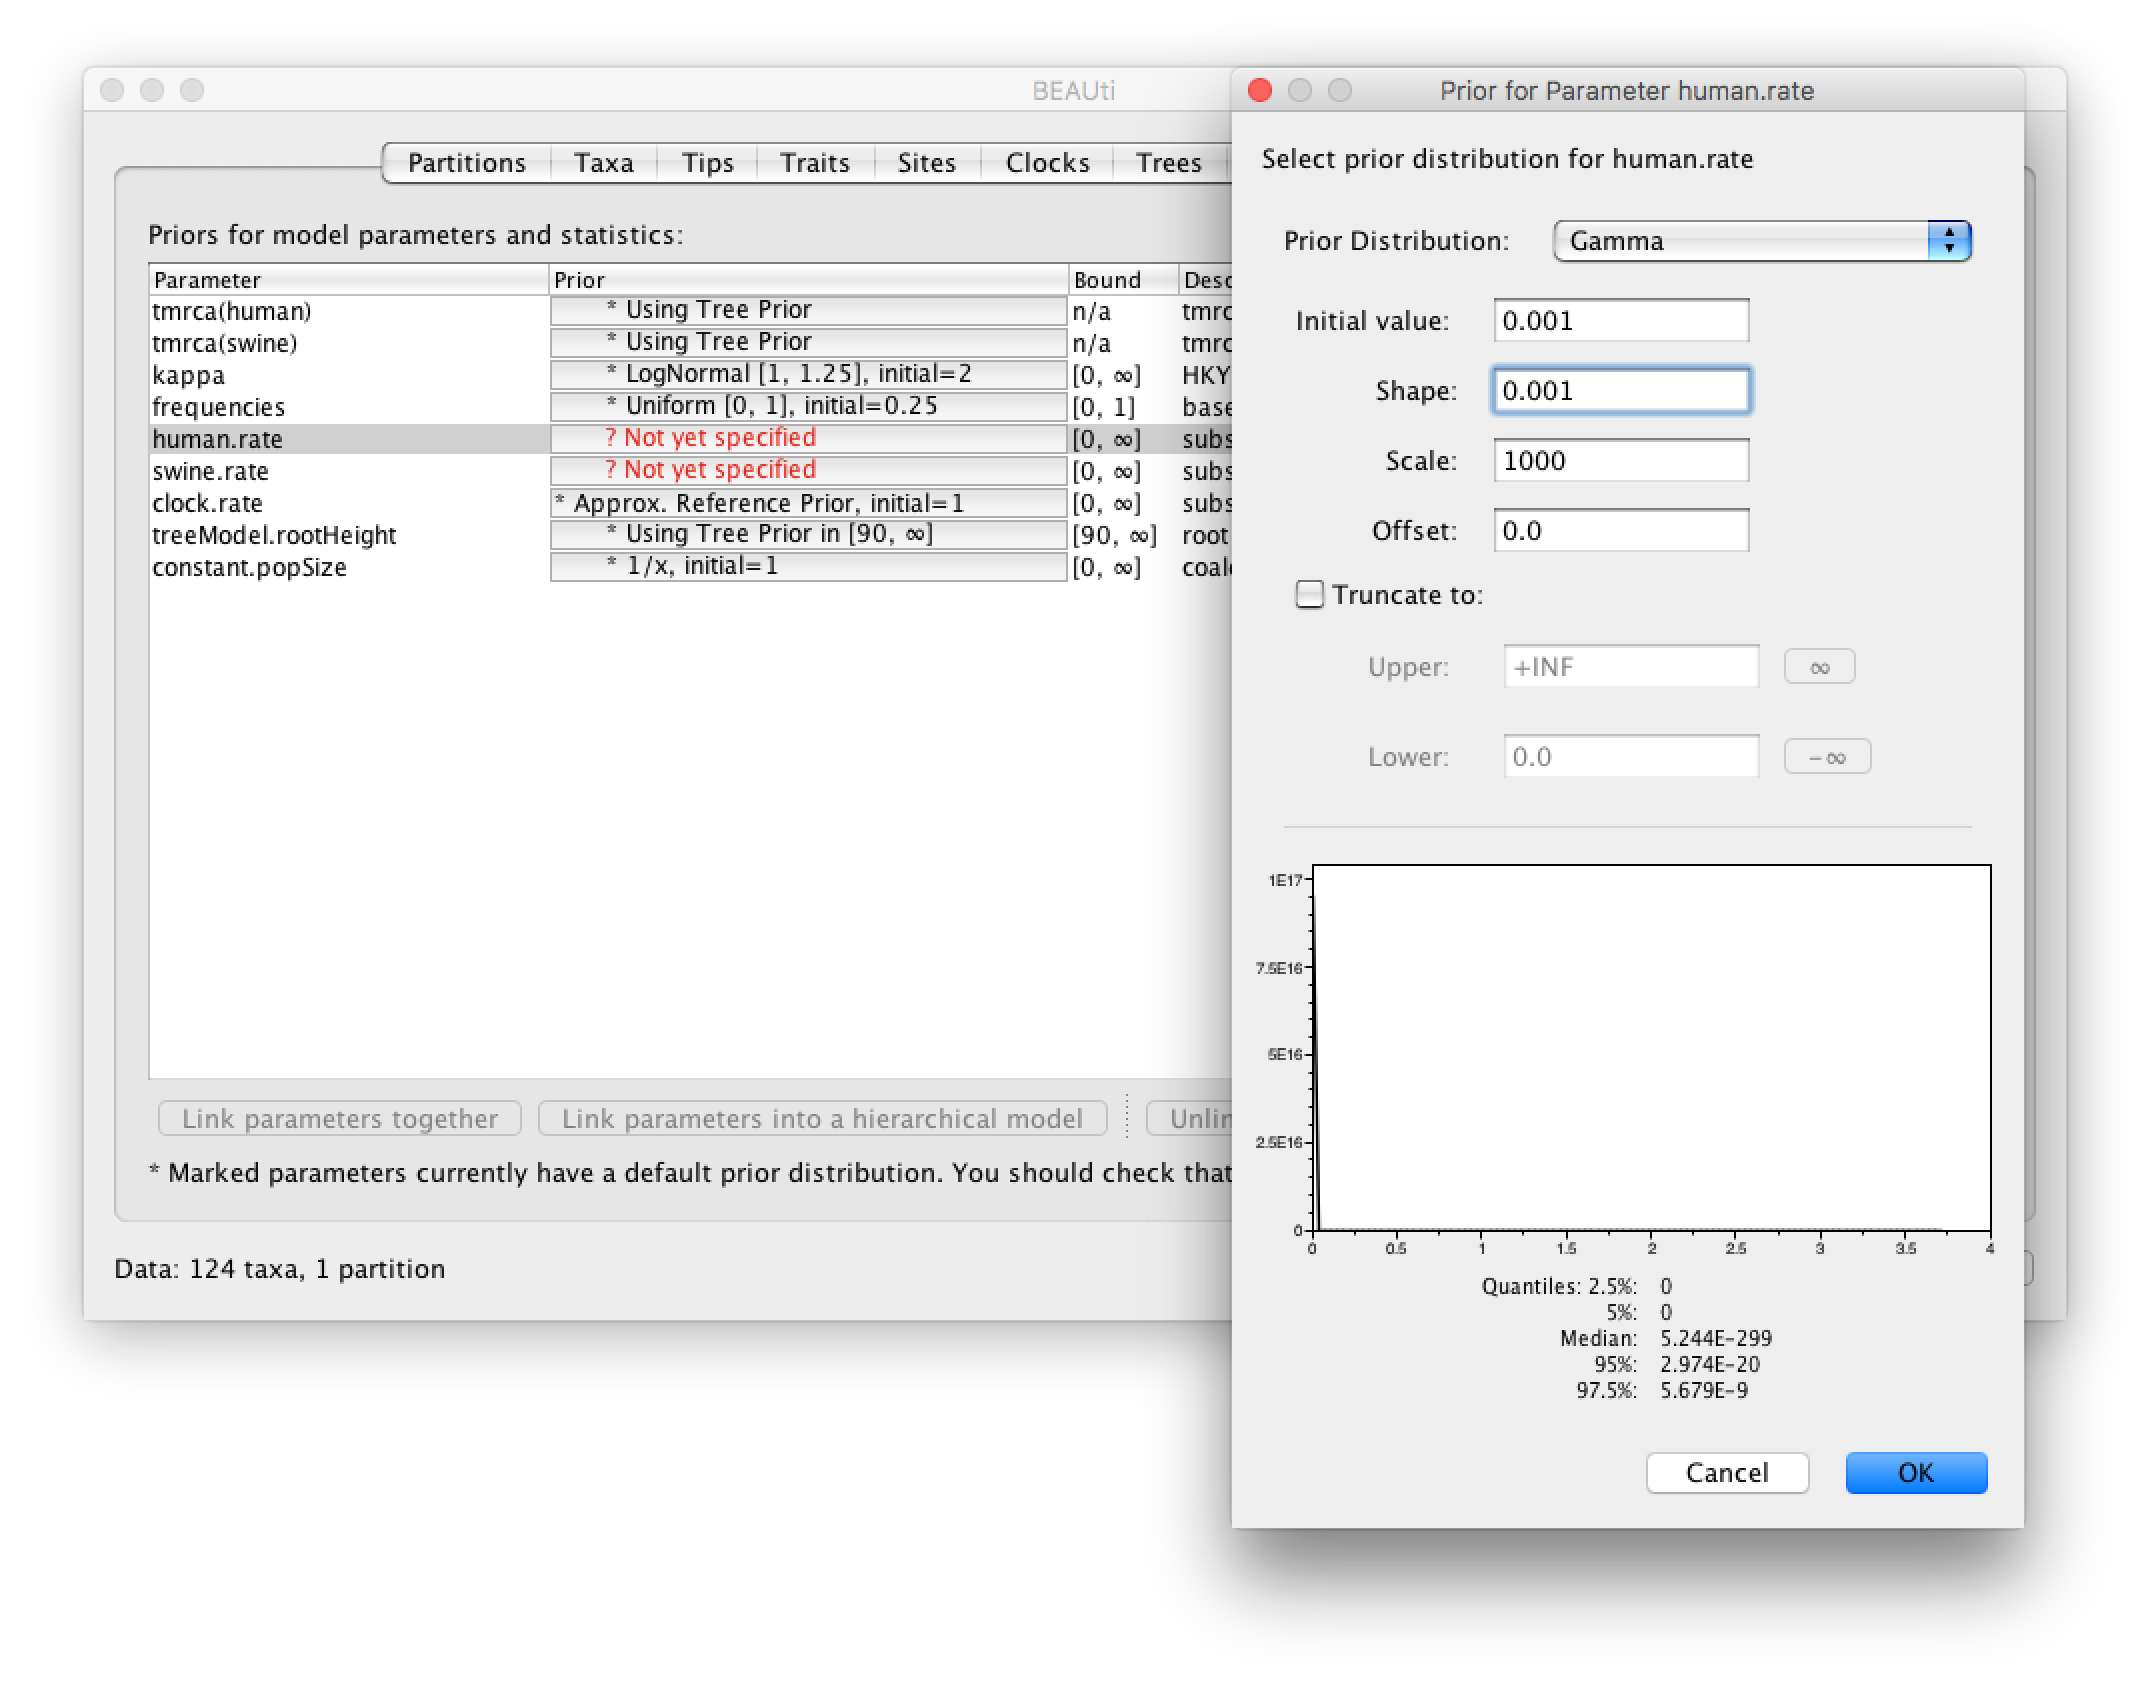 BEAUti
Partitions Taxa Tips Traits Sites Clocks Trees
Priors for model parameters and statistics:
Parameter Prior Bound
tmrca(human) * Using Tree Prior n/a
tmrca(swine) * Using Tree Prior n/a
kappa * LogNormal [1, 1.25], initial=2 [0, ∞] HKY
frequencies * Uniform [0, 1], initial=0.25 [0, 1] base
human.rate ? Not yet specified [0, ∞] subs
swine.rate ? Not yet specified [0, ∞] subs
clock.rate * Approx. Reference Prior, initial=1 [0, ∞] subs
treeModel.rootHeight * Using Tree Prior in [90, ∞] [90, ∞] root
constant.popSize * 1/x, initial=1 [0, ∞]
Link parameters together Link parameters into a hierarchical model
* Marked parameters currently have a default prior distribution. You should check that
Data: 124 taxa, 1 partition
Prior for Parameter human.rate
Select prior distribution for human.rate
Prior Distribution: Gamma
Initial value: 0.001
Shape: 0.001
Scale: 1000
Offset: 0.0
Truncate to:
Upper: +INF ∞
Lower: 0.0 -∞
1E17
7.5E16
5E16
2.5E16
0
0 0.5 1 1.5 2 2.5 3 3.5 4
Quantiles: 2.5%: 0
5%: 0
Median: 5.244E-299
95%: 2.974E-20
97.5%: 5.679E-9
Cancel OK